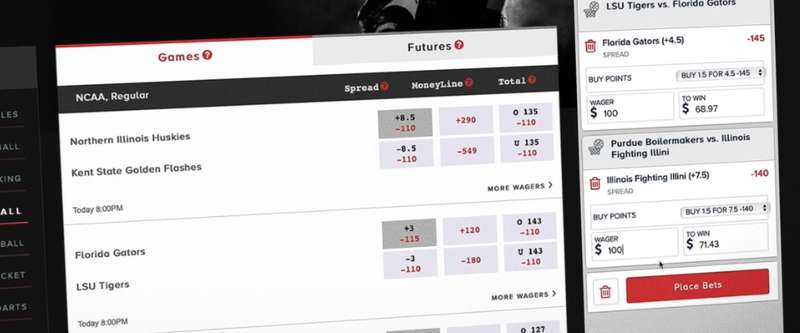 LES
BALL
KING
ALL
BALL
CKET
DARTS
Games ?
Futures ?
NCAA, Regular
Spread ?
MoneyLine ?
Total ?
Northern Illinois Huskies
+8.5
-110
+290
O 135
-110
Kent State Golden Flashes
-8.5
-110
-549
U 135
-110
MORE WAGERS >
Today 8:00PM
Florida Gators
+3
-115
+120
O 143
-110
LSU Tigers
-3
-110
-180
U 143
-110
MORE WAGERS >
Today 8:00PM
O 127
LSU Tigers vs. Florida Gators
Florida Gators (+4.5)
-145
SPREAD
BUY POINTS
BUY 1.5 FOR 4.5 -145
WAGER
$ 100
TO WIN
$ 68.97
Purdue Boilermakers vs. Illinois
Fighting Illini
Illinois Fighting Illini (+7.5)
-140
SPREAD
BUY POINTS
BUY 1.5 FOR 7.5 -140
WAGER
$ 100
TO WIN
$ 71.43
Place Bets